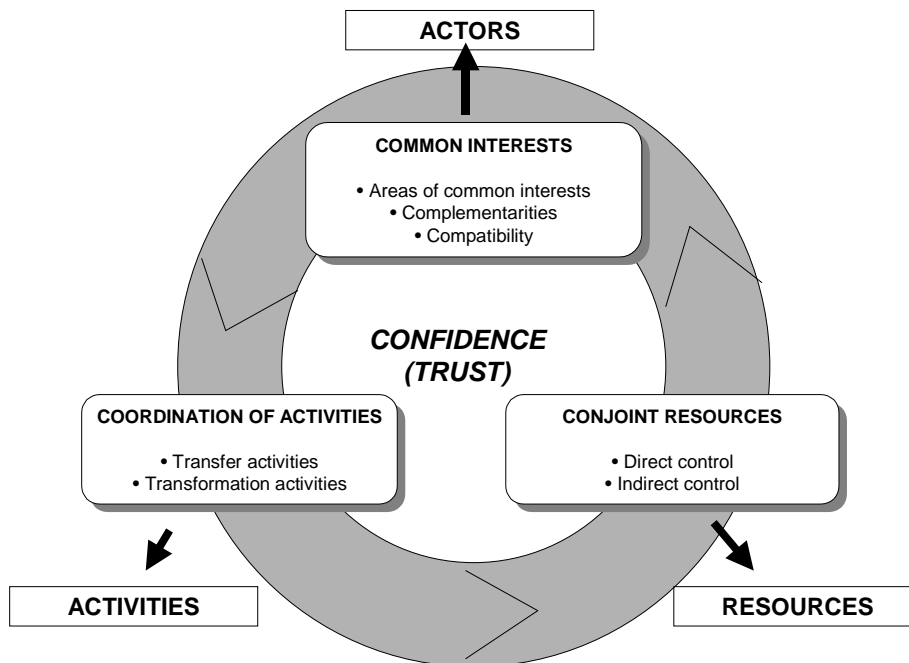 ACTORS
COMMON INTERESTS
• Areas of common interests
• Complementarities
• Compatibility
CONFIDENCE
(TRUST)
COORDINATION OF ACTIVITIES
• Transfer activities
• Transformation activities
CONJOINT RESOURCES
• Direct control
• Indirect control
ACTIVITIES
RESOURCES